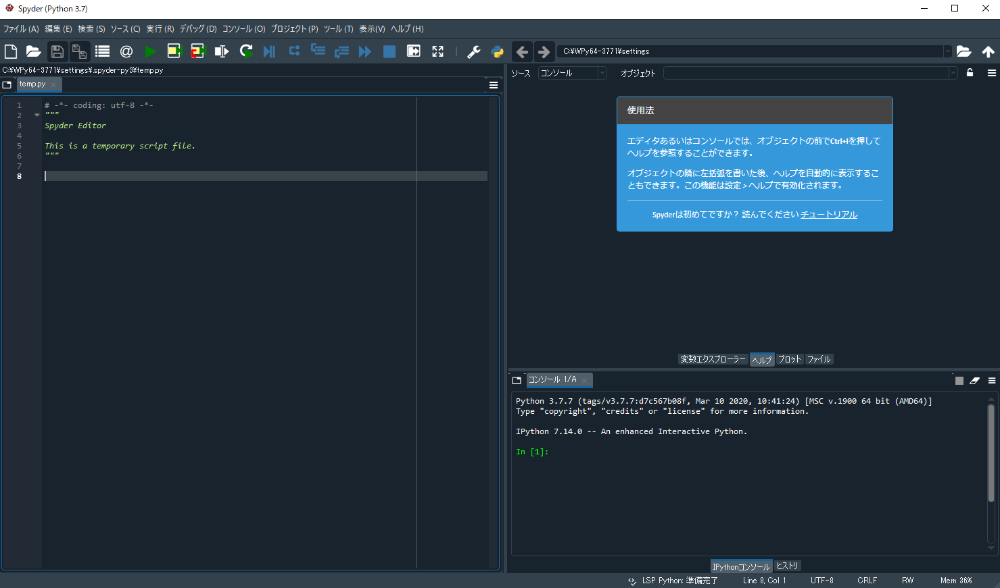 Spyder (Python 3.7)
ファイル (A) 編集 (E) 検索 (S) ソース (C) 実行 (R) デバッグ (D) コンソール (O) プロジェクト (P) ツール (T) 表示(V) ヘルプ (H)
C:¥WPy64-3771¥settings
C:¥WPy64-3771¥settings¥.spyder-py3¥temp.py
temp.py
1 # -*- coding: utf-8 -*-
2 """
3 Spyder Editor
4
5 This is a temporary script file.
6 """
7
8
ソース コンソール オブジェクト
使用法
エディタあるいはコンソールでは、オブジェクトの前でCtrl+Iを押して
ヘルプを参照することができます。
オブジェクトの隣に左括弧を書いた後、ヘルプを自動的に表示するこ
ともできます。この機能は設定 > ヘルプで有効化されます。
Spyderは初めてですか？ 読んでください チュートリアル
変数エクスプローラー ヘルプ プロット ファイル
コンソール 1/A
Python 3.7.7 (tags/v3.7.7:d7c567b08f, Mar 10 2020, 10:41:24) [MSC v.1900 64 bit (AMD64)]
Type "copyright", "credits" or "license" for more information.
IPython 7.14.0 -- An enhanced Interactive Python.
In [1]:
IPythonコンソール ヒストリ
LSP Python: 準備完了 Line 8, Col 1 UTF-8 CRLF RW Mem 36%